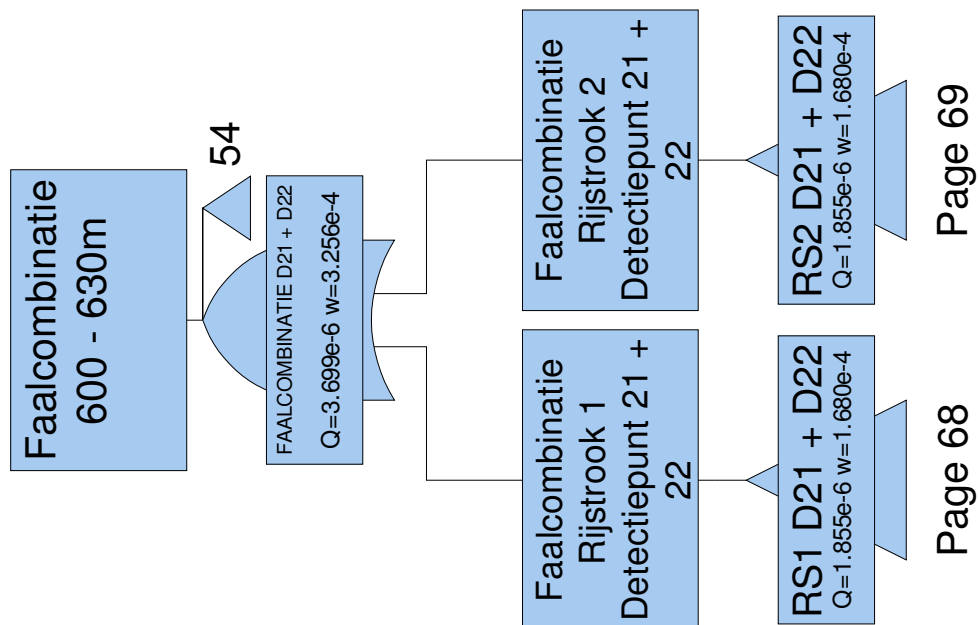 Faalcombinatie
600 - 630m
54
FAALCOMBINATIE D21 + D22
Q=3.699e-6 w=3.256e-4
Faalcombinatie
Rijstrook 1
Detectiepunt 21 +
22
RS1 D21 + D22
Q=1.855e-6 w=1.680e-4
Page 68
Faalcombinatie
Rijstrook 2
Detectiepunt 21 +
22
RS2 D21 + D22
Q=1.855e-6 w=1.680e-4
Page 69